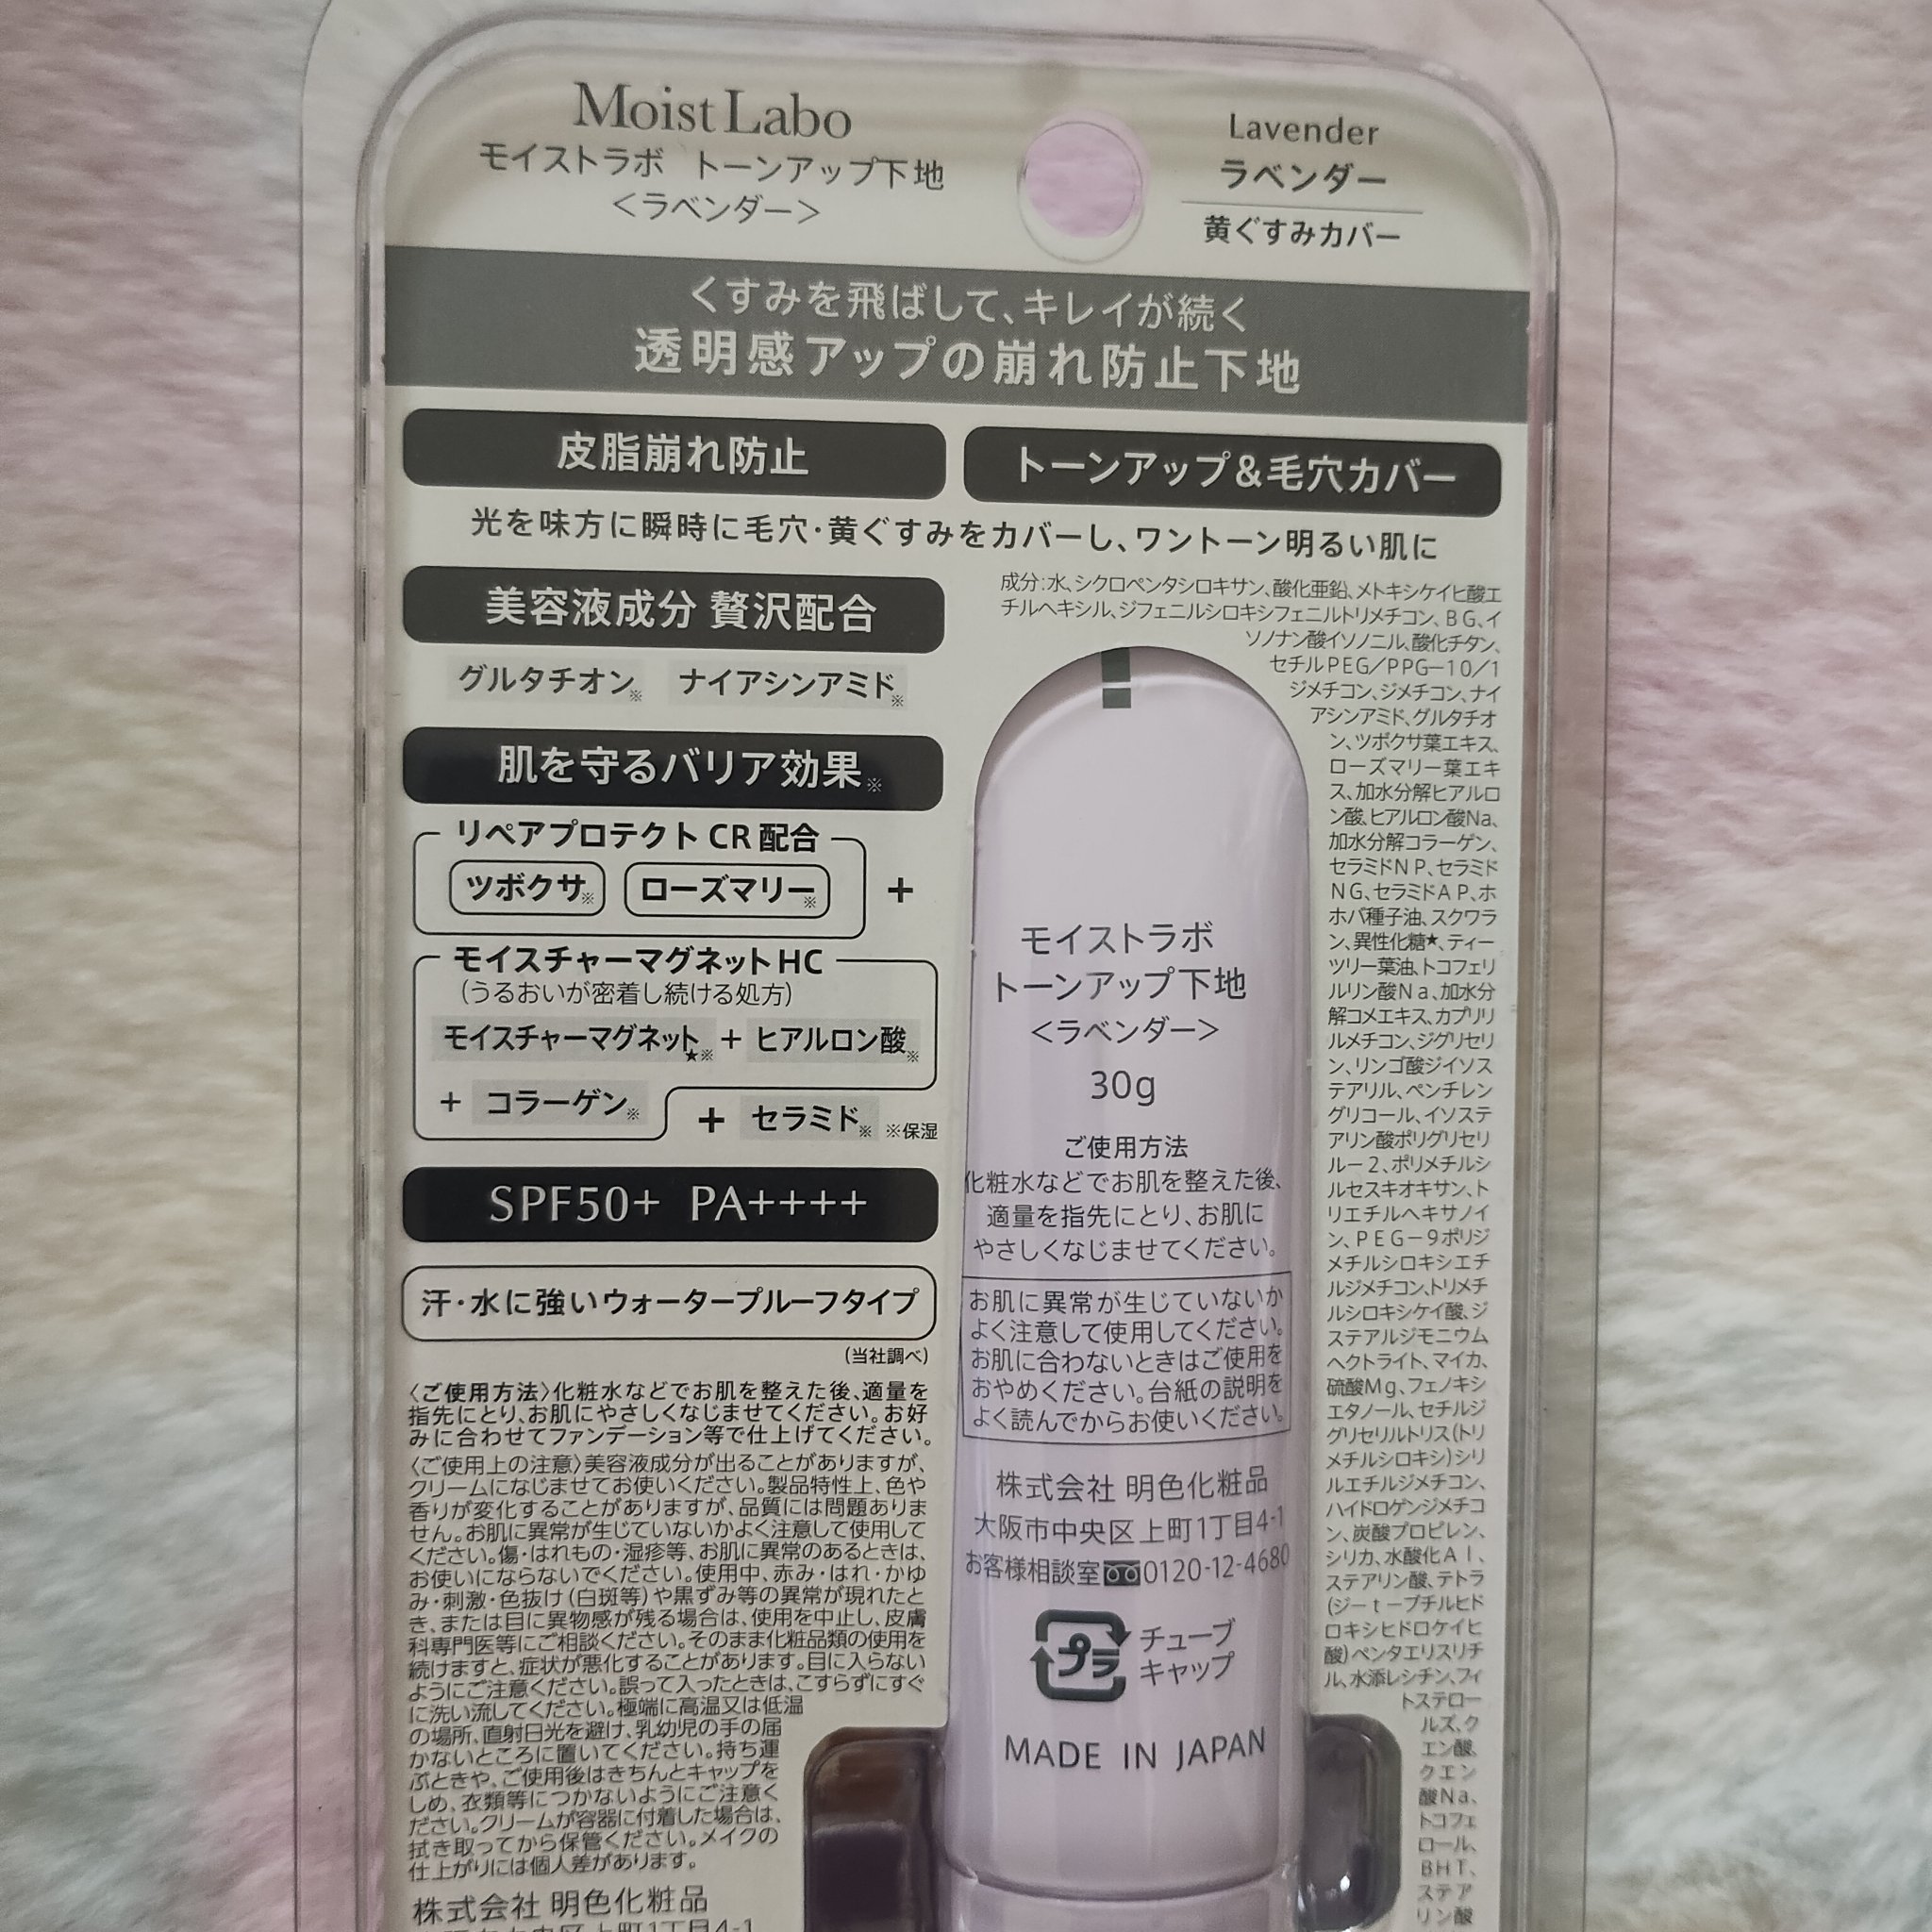 Moist Labo
モイストラボ トーンアップ下地
＜ラベンダー＞
Lavender
ラベンダー
黄ぐすみカバー
くすみを飛ばして、キレイが続く
透明感アップの崩れ防止下地
皮脂崩れ防止
トーンアップ&毛穴カバー
光を味方に瞬時に毛穴・黄ぐすみをカバーし、ワントーン明るい肌に
美容液成分 贅沢配合
グルタチオン※ ナイアシンアミド※
肌を守るバリア効果※
リペアプロテクト CR 配合
ツボクサ※ ローズマリー※ +
モイスチャーマグネット HC
(うるおいが密着し続ける処方)
モイスチャーマグネット★※ + ヒアルロン酸※
+ コラーゲン※ + セラミド※ ※保湿
SPF50+ PA++++
汗・水に強いウォータープルーフタイプ
(当社調べ)
〈ご使用方法〉化粧水などでお肌を整えた後、適量を
指先にとり、お肌にやさしくなじませてください。お好
みに合わせてファンデーション等で仕上げてください。
〈ご使用上の注意〉美容液成分が出ることがありますが、
クリームになじませてお使いください。製品特性上、色や
香りが変化することがありますが、品質には問題ありま
せん。お肌に異常が生じていないかよく注意して使用して
ください。傷・はれもの・湿疹等、お肌に異常のあるときは、
お使いにならないでください。使用中、赤み・はれ・かゆ
み・刺激・色抜け(白斑等)や黒ずみ等の異常が現れたと
き、または目に異物感が残る場合は、使用を中止し、皮膚
科専門医等にご相談ください。そのまま化粧品類の使用を
続けますと、症状が悪化することがあります。目に入らない
ようにご注意ください。誤って入ったときは、こすらずにすぐ
に洗い流してください。極端に高温又は低温
の場所、直射日光を避け、乳幼児の手の届
かないところに置いてください。持ち運
ぶときや、ご使用後はきちんとキャップを
しめ、衣類等につかないようにご注意く
ださい。クリームが容器に付着した場合は、
拭き取ってから保管ください。メイクの
仕上がりには個人差があります。
株式会社 明色化粧品
大阪市中央区上町1丁目4-1
成分:水、シクロペンタシロキサン、酸化亜鉛、メトキシケイヒ酸エ
チルヘキシル、ジフェニルシロキシフェニルトリメチコン、BG、イ
ソノナン酸イソノニル、酸化チタン、
セチルPEG/PPG-10/1
ジメチコン、ジメチコン、ナイ
アシンアミド、グルタチオ
ン、ツボクサ葉エキス、
ローズマリー葉エキ
ス、加水分解ヒアルロ
ン酸、ヒアルロン酸Na、
加水分解コラーゲン、
セラミドNP、セラミド
NG、セラミドAP、ホ
ホバ種子油、スクワラ
ン、異性化糖★、ティー
ツリー葉油、トコフェリ
ルリン酸Na、加水分
解コメエキス、カプリリ
ルメチコン、ジグリセリ
ン、リンゴ酸ジイソス
テアリル、ペンチレン
グリコール、イソステ
アリン酸ポリグリセリ
ル-2、ポリメチルシ
ルセスキオキサン、ト
リエチルヘキサノイ
ン、PEG-9ポリジ
メチルシロキシエチ
ルジメチコン、トリメチ
ルシロキシケイ酸、ジ
ステアルジモニウム
ヘクトライト、マイカ、
硫酸Mg、フェノキシ
エタノール、セチルジ
グリセリルトリス(トリ
メチルシロキシ)シリ
ルエチルジメチコン、
ハイドロゲンジメチコ
ン、炭酸プロピレン、
シリカ、水酸化Al、
ステアリン酸、テトラ
(ジ-t-ブチルヒド
ロキシヒドロケイヒ
酸)ペンタエリスリチ
ル、水添レシチン、フィ
トステロー
ルズ、ク
エン酸、
クエン
酸Na、
トコフェ
ロール、
BHT、
ステア
リン酸
モイストラボ
トーンアップ下地
＜ラベンダー＞
30g
ご使用方法
化粧水などでお肌を整えた後、
適量を指先にとり、お肌に
やさしくなじませてください。
お肌に異常が生じていないか
よく注意して使用してください。
お肌に合わないときはご使用を
おやめください。台紙の説明を
よく読んでからお使いください。
株式会社 明色化粧品
大阪市中央区上町1丁目4-1
お客様相談室0120-12-4680
プラ チューブ
キャップ
MADE IN JAPAN